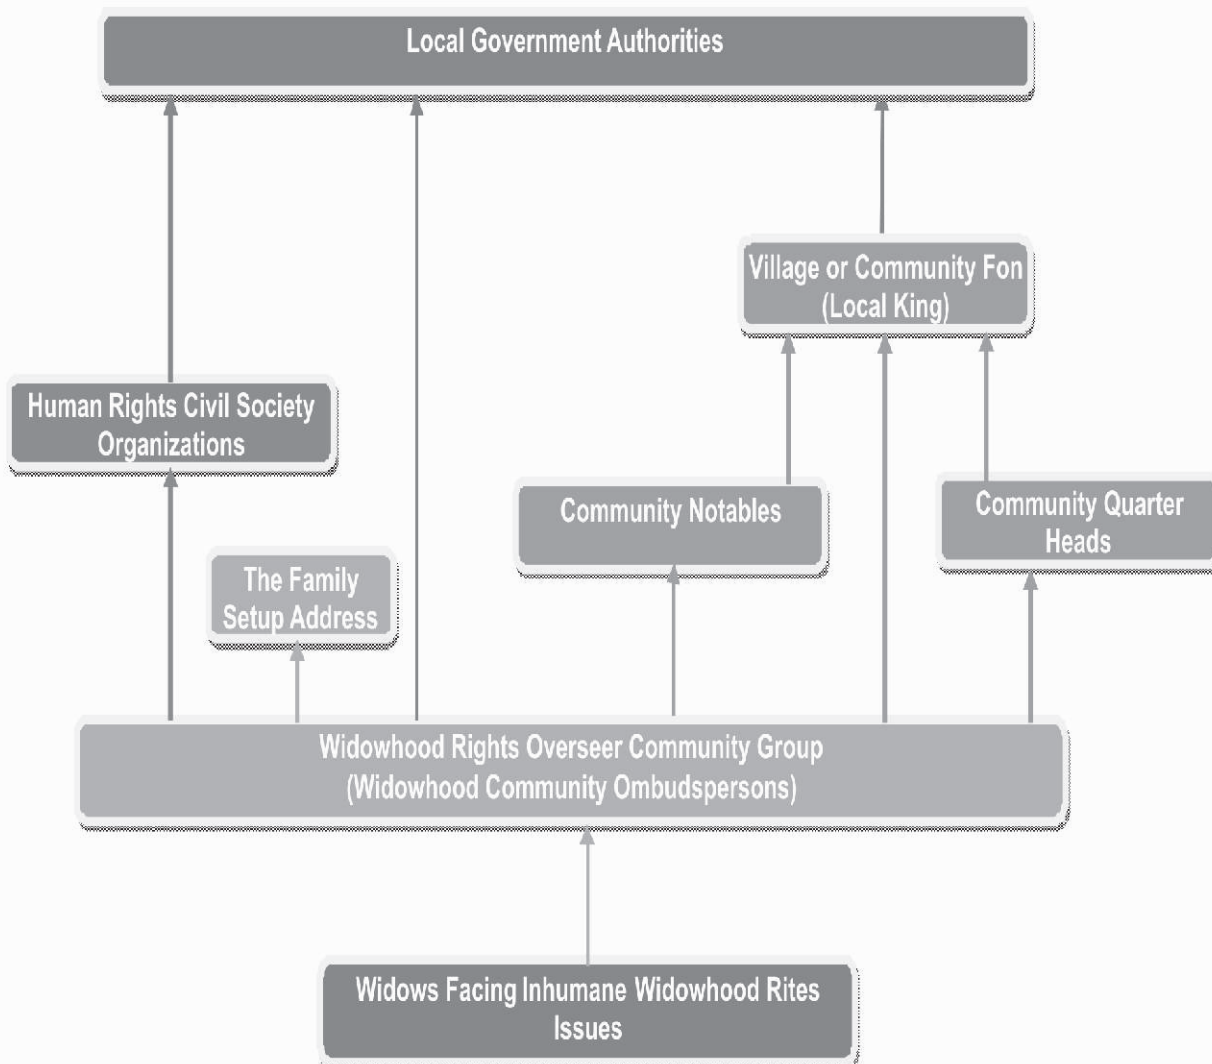 Local Government Authorities
Village or Community Fon
(Local King)
Human Rights Civil Society
Organizations
Community Notables
Community Quarter
Heads
The Family
Setup Address
Widowhood Rights Overseer Community Group
(Widowhood Community Ombudspersons)
Widows Facing Inhumane Widowhood Rites
Issues